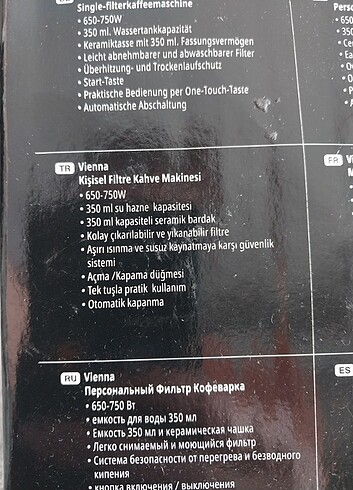 Single-filterkaffeemaschine
• 650-750W
• 350 ml. Wassertankkapazität
• Keramiktasse mit 350 ml. Fassungsvermögen
• Leicht abnehmbarer und abwaschbarer Filter
• Überhitzung- und Trockenlaufschutz
• Start-Taste
• Praktische Bedienung per One-Touch-Taste
• Automatische Abschaltung
TR Vienna
Kişisel Filtre Kahve Makinesi
• 650-750W
• 350 ml su hazne kapasitesi
• 350 ml kapasiteli seramik bardak
• Kolay çıkarılabilir ve yıkanabilir filtre
• Aşırı ısınma ve susuz kaynatmaya karşı güvenlik
sistemi
• Açma /Kapama düğmesi
• Tek tuşla pratik kullanım
• Otomatik kapanma
RU Vienna
Персональный Фильтр Кофеварка
• 650-750 Вт
• емкость для воды 350 мл
• Емкость 350 мл и керамическая чашка
• Легко снимаемый и моющийся фильтр
• Система безопасности от перегрева и безводного
кипения
• кнопка включения / выключения
FR
ES